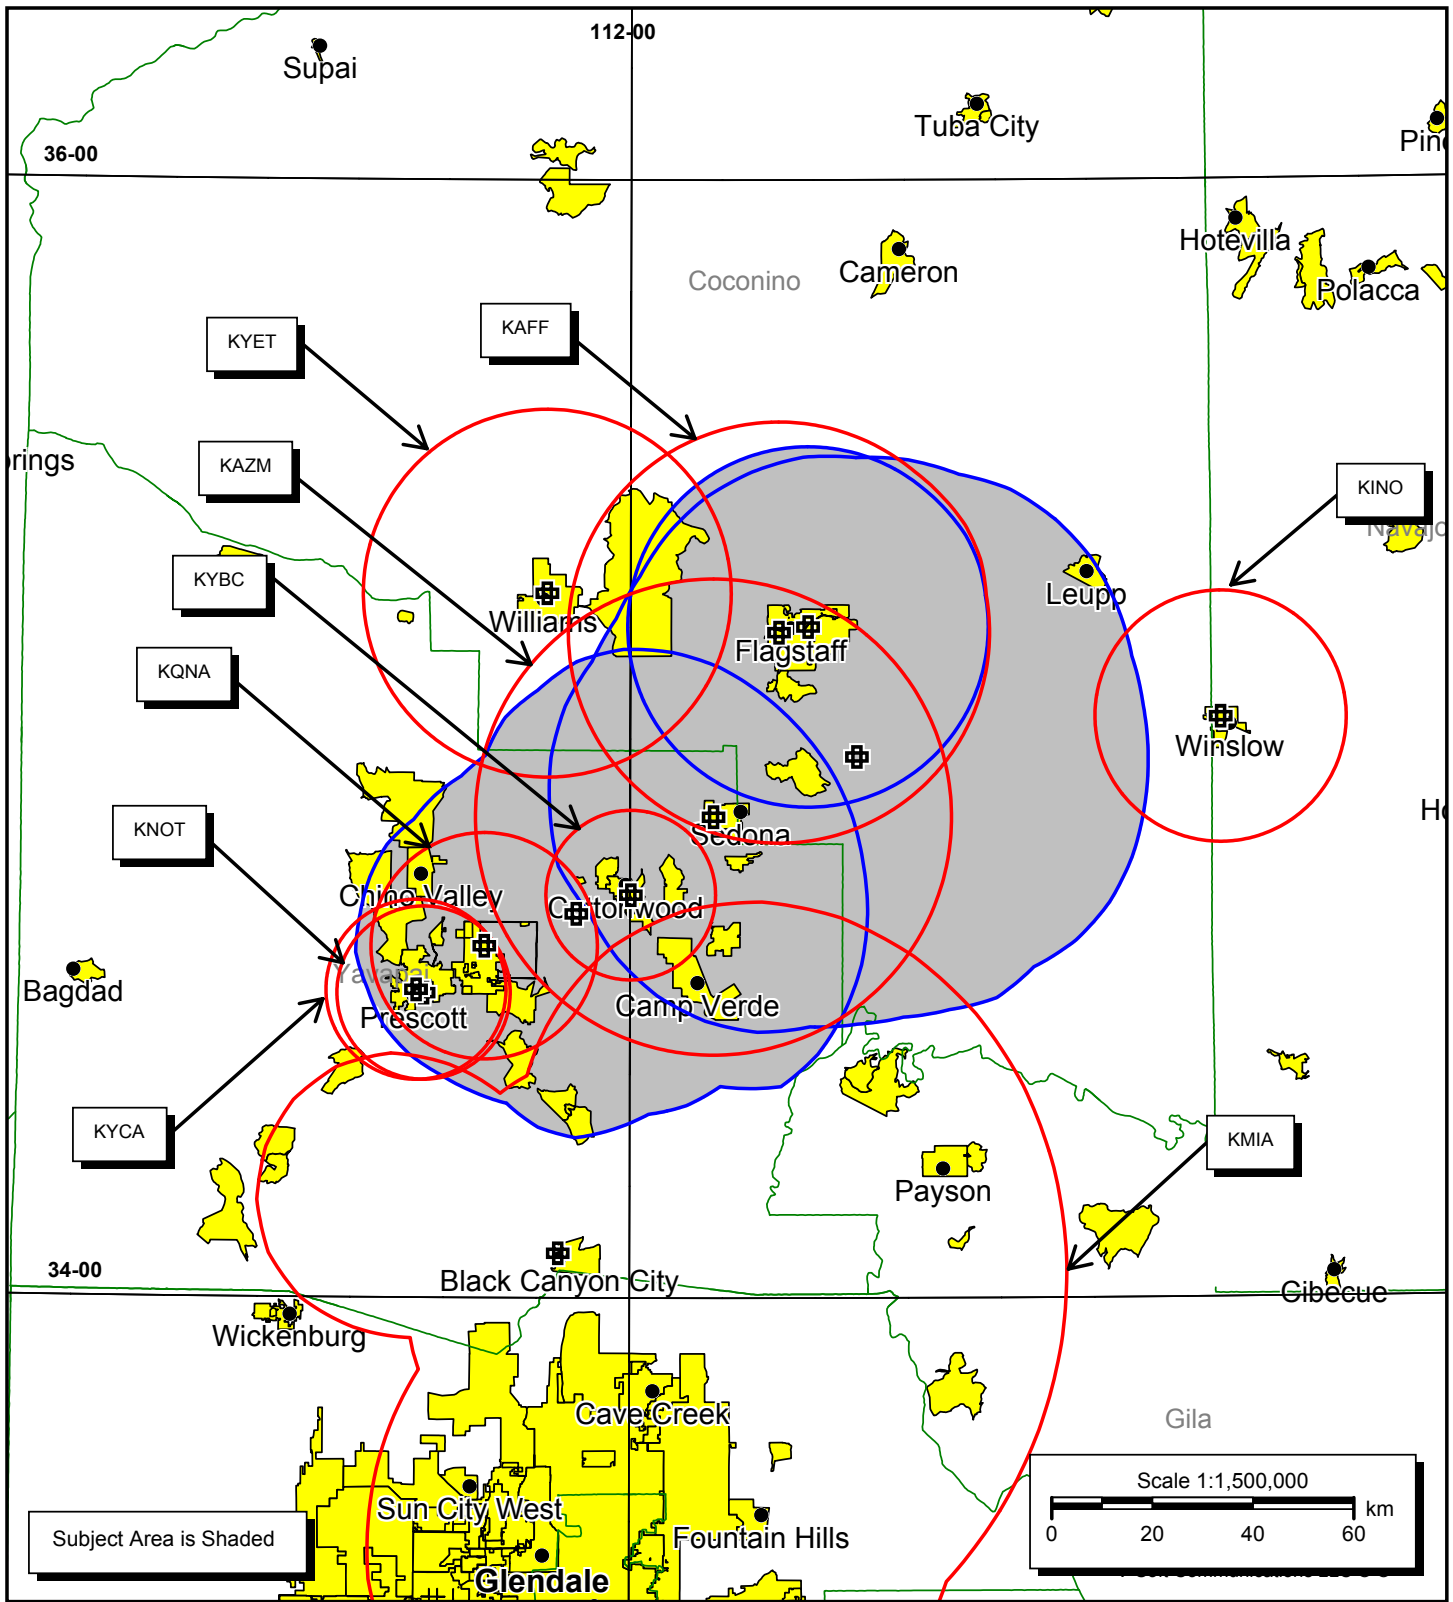 112-00
Supai
Tuba City
36-00
Hotevilla
Cameron
Coconino
Polacca
KAFF
KYET
KAZM
KINO
KYBC
Leupp
Williams
Flagstaff
KQNA
Winslow
KNOT
Sedona
Chino Valley
Cottonwood
Yavapai
Bagdad
Camp Verde
Prescott
KYCA
KMIA
Payson
34-00
Black Canyon City
Cibecue
Wickenburg
Cave Creek
Gila
Scale 1:1,500,000
km
0 20 40 60
Sun City West
Fountain Hills
Subject Area is Shaded
Glendale